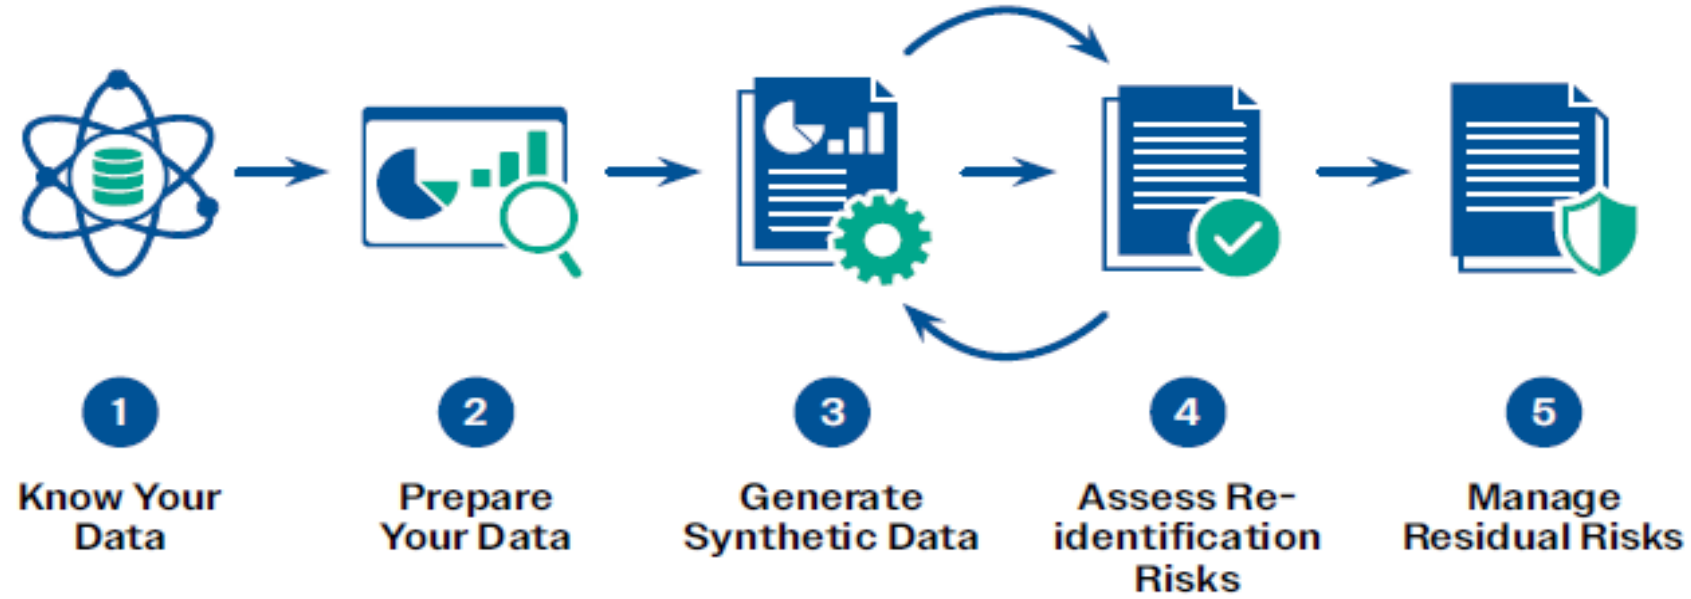 1
Know Your
Data
2
Prepare
Your Data
3
Generate
Synthetic Data
4
Assess Re-
identification
Risks
5
Manage
Residual Risks